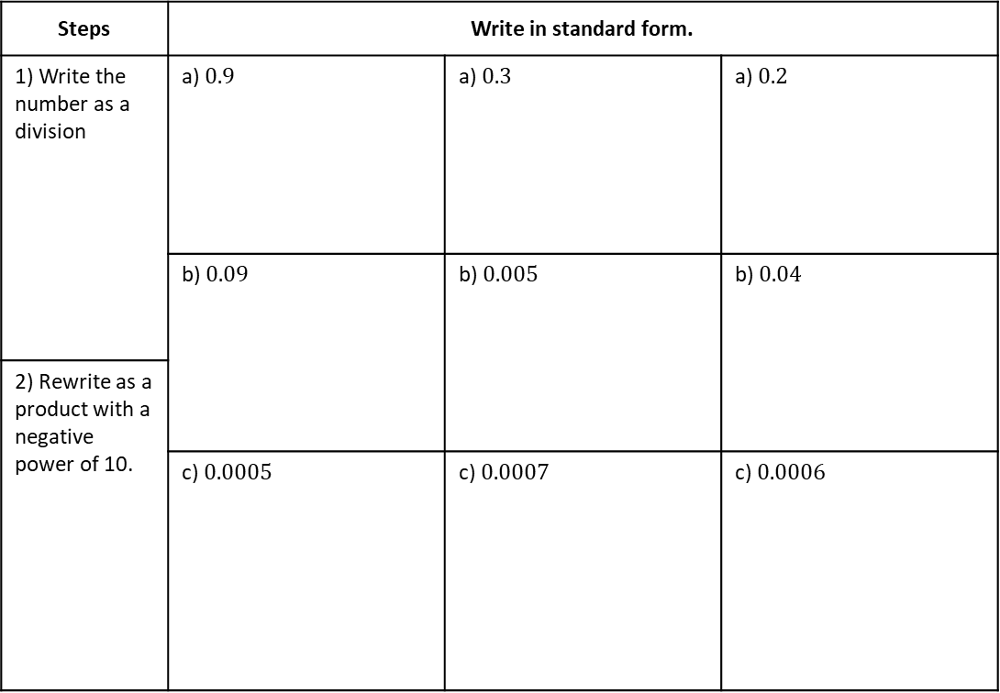 Steps
Write in standard form.
1) Write the
number as a
division
a) 0.9
a) 0.3
a) 0.2
b) 0.09
b) 0.005
b) 0.04
2) Rewrite as a
product with a
negative
power of 10.
c) 0.0005
c) 0.0007
c) 0.0006